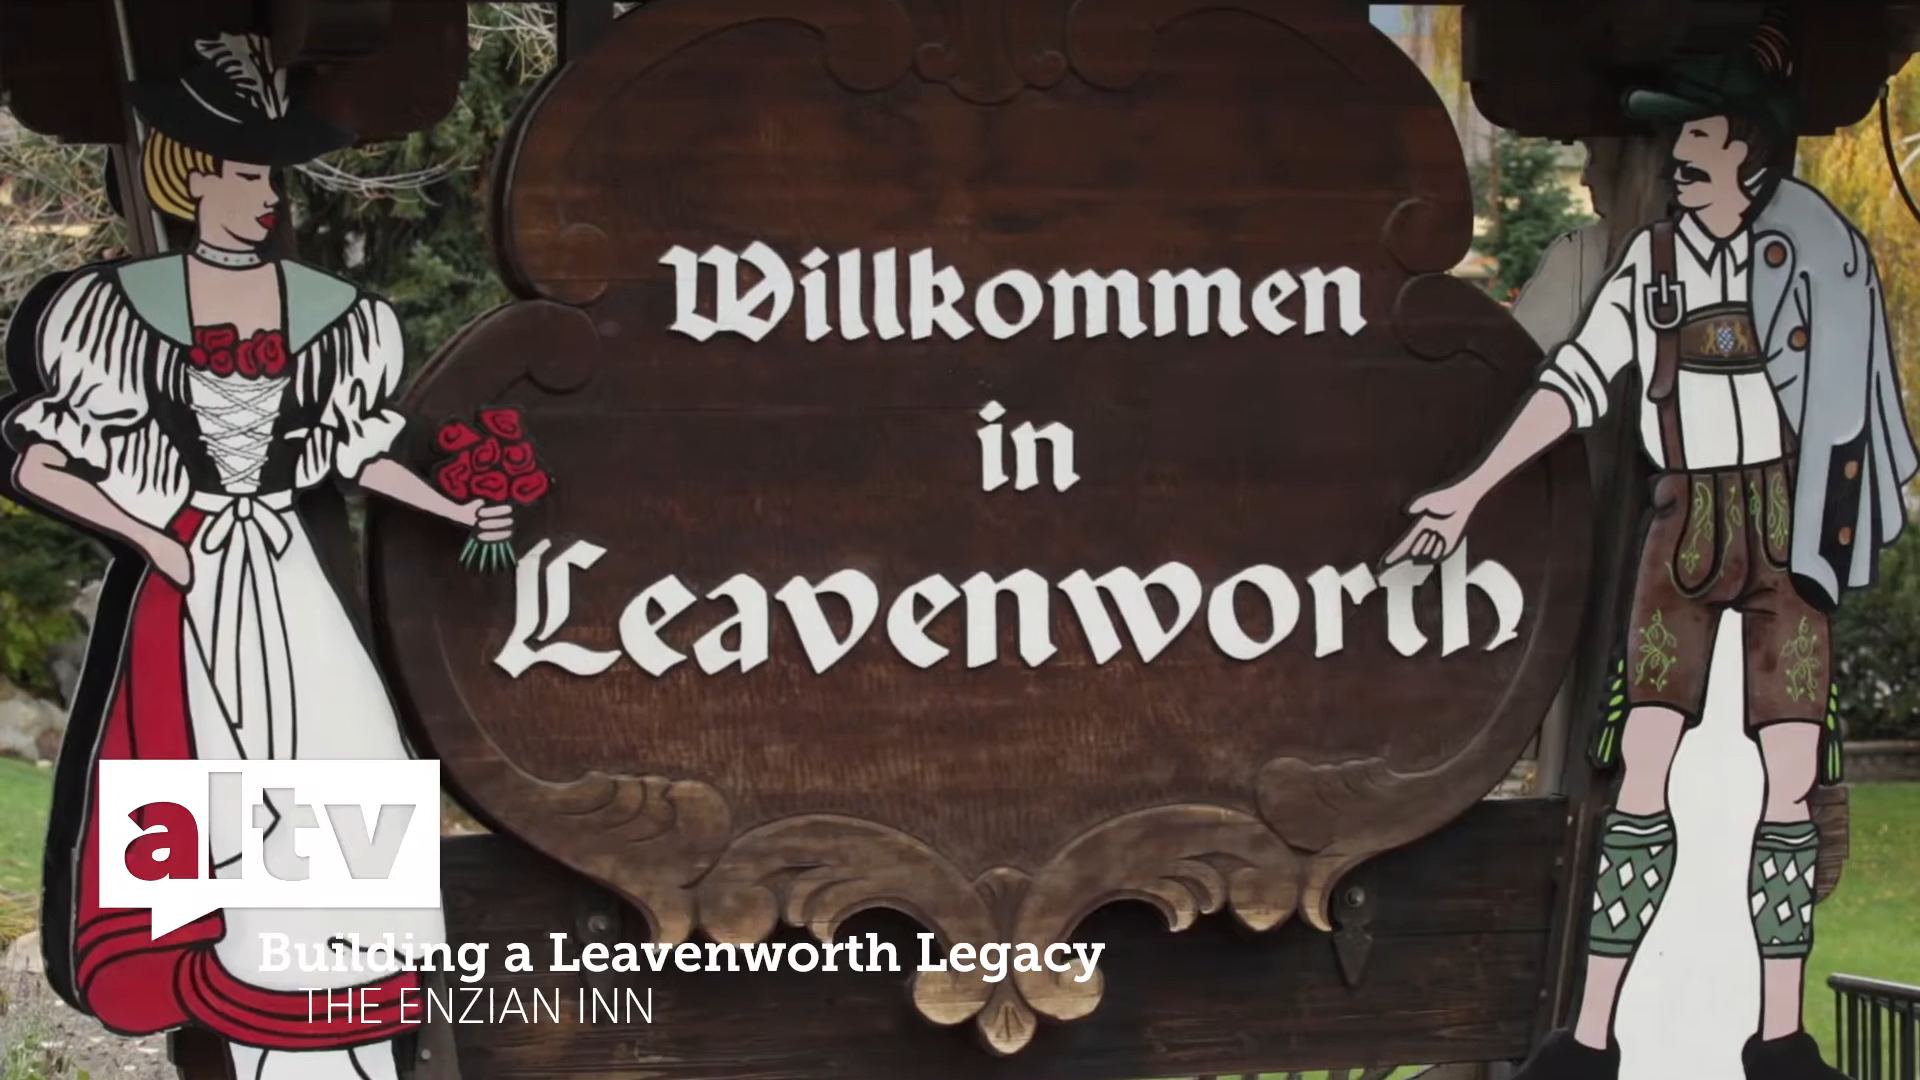 Willkommen
in
Leavenworth
altv
Building a Leavenworth Legacy
THE ENZIAN INN